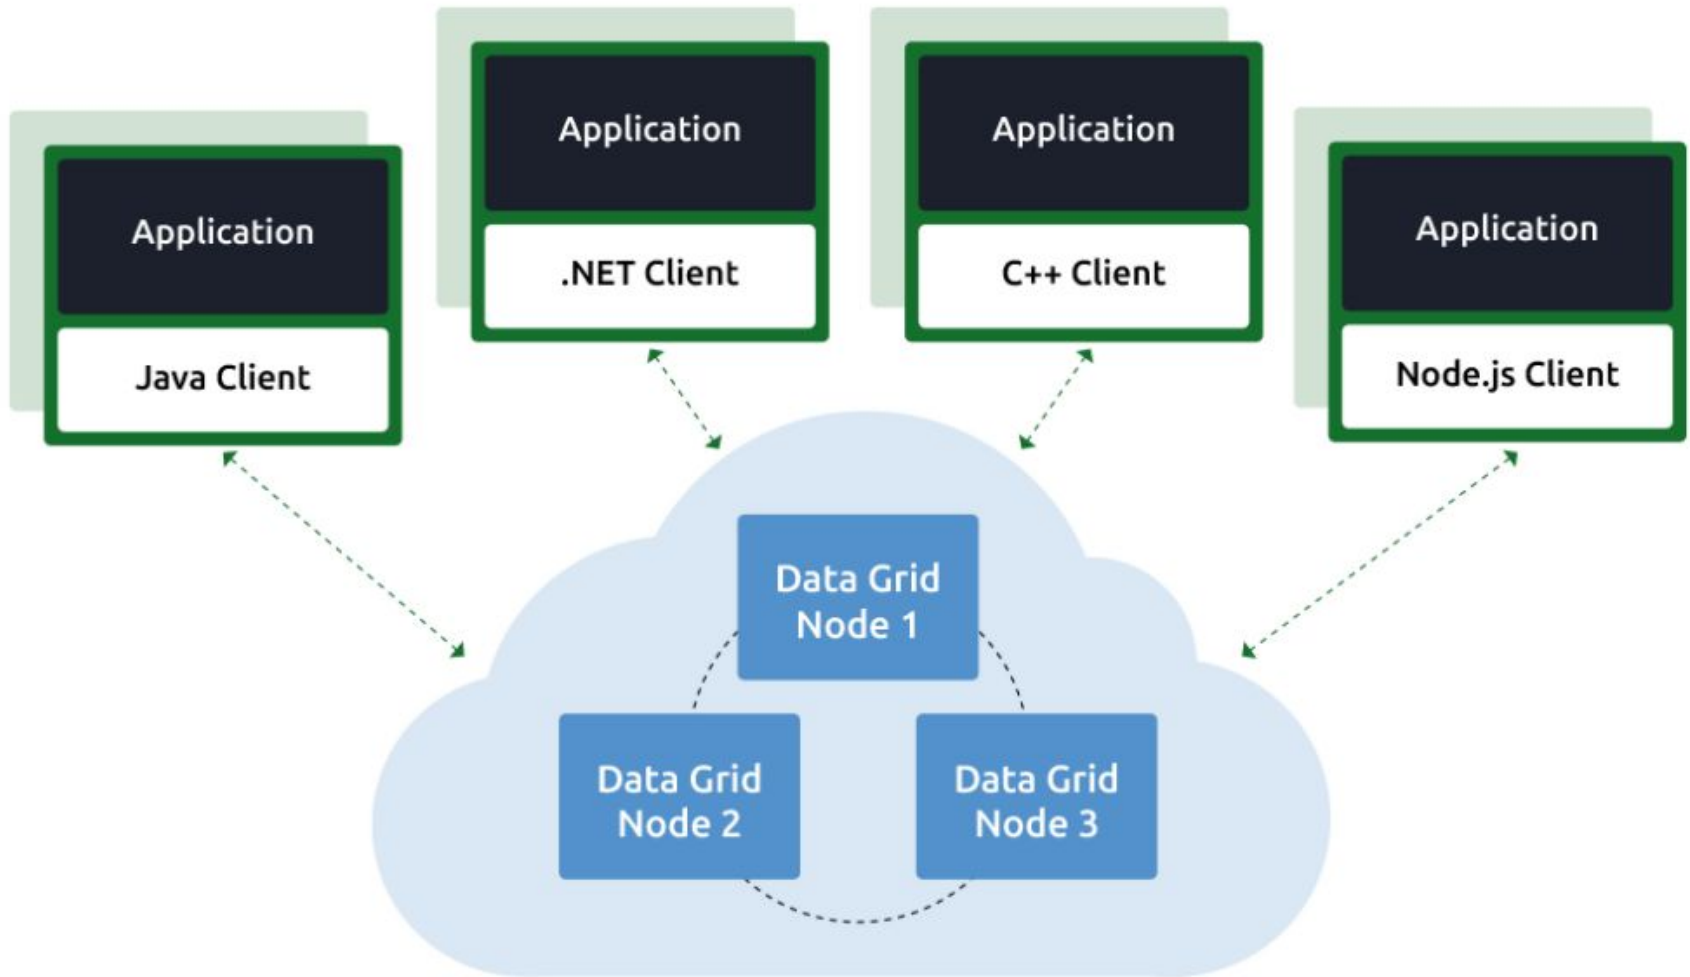 Application
.NET Client
Application
C++ Client
Application
Java Client
Application
Node.js Client
Data Grid
Node 1
Data Grid
Node 2
Data Grid
Node 3